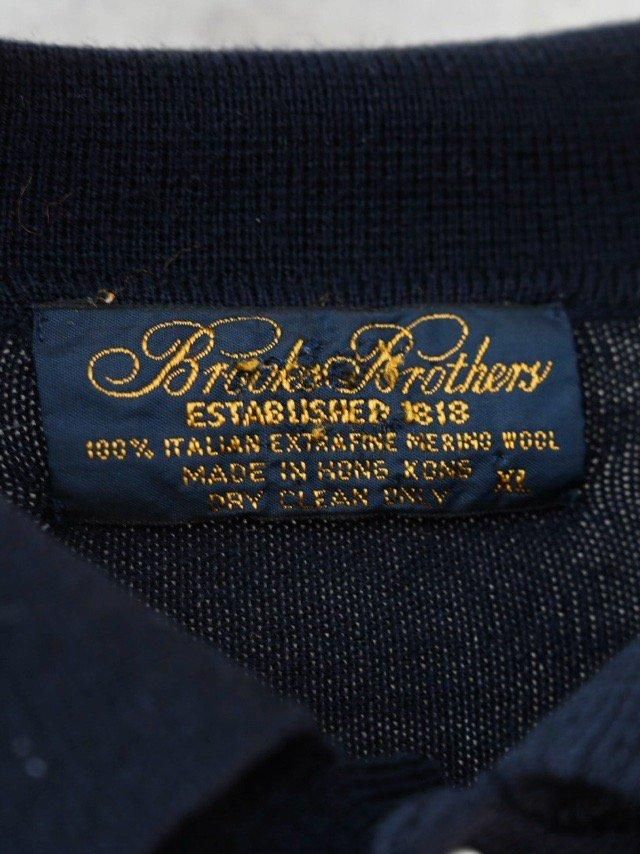 Brooks Brothers
ESTABLISHED 1818
100% ITALIAN EXTRAFINE MERINO WOOL
MADE IN HONG KONG
DRY CLEAN ONLY XL